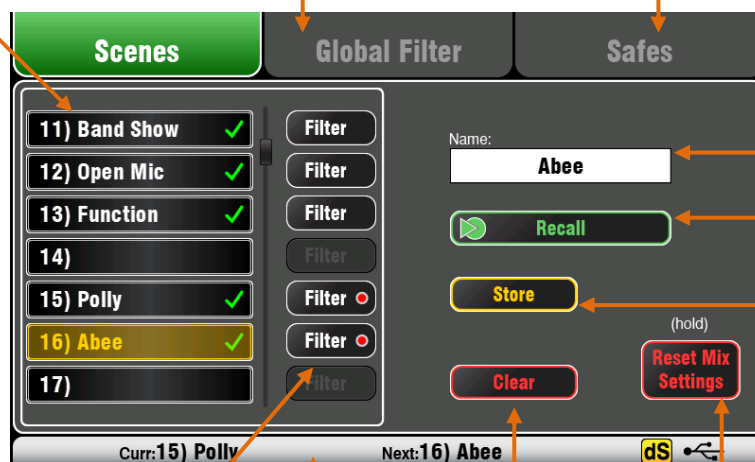 Scenes
Global Filter
Safes
11) Band Show
Filter
12) Open Mic
Filter
13) Function
Filter
14)
Filter
15) Polly
Filter
16) Abee
Filter
17)
Filter
Name:
Abee
Recall
Store
(hold)
Reset Mix
Settings
Clear
Curr:15) Polly
Next:16) Abee
dS